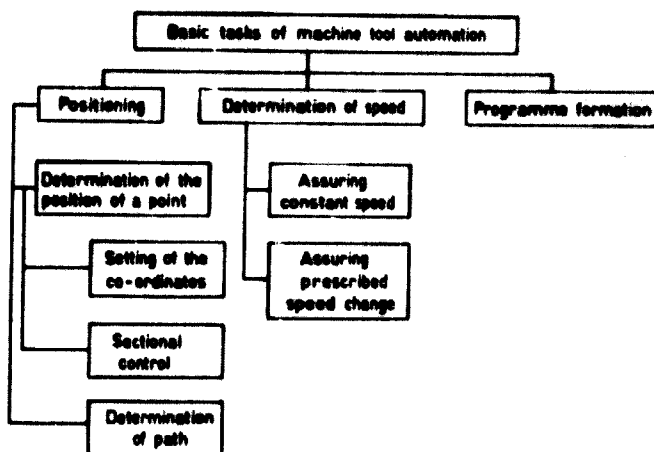 Basic tasks of machine tool automation
Positioning
Determination of speed
Programme formation
Determination of the
position of a point
Setting of the
co-ordinates
Sectional
control
Determination
of path
Assuring
constant speed
Assuring
prescribed
speed change